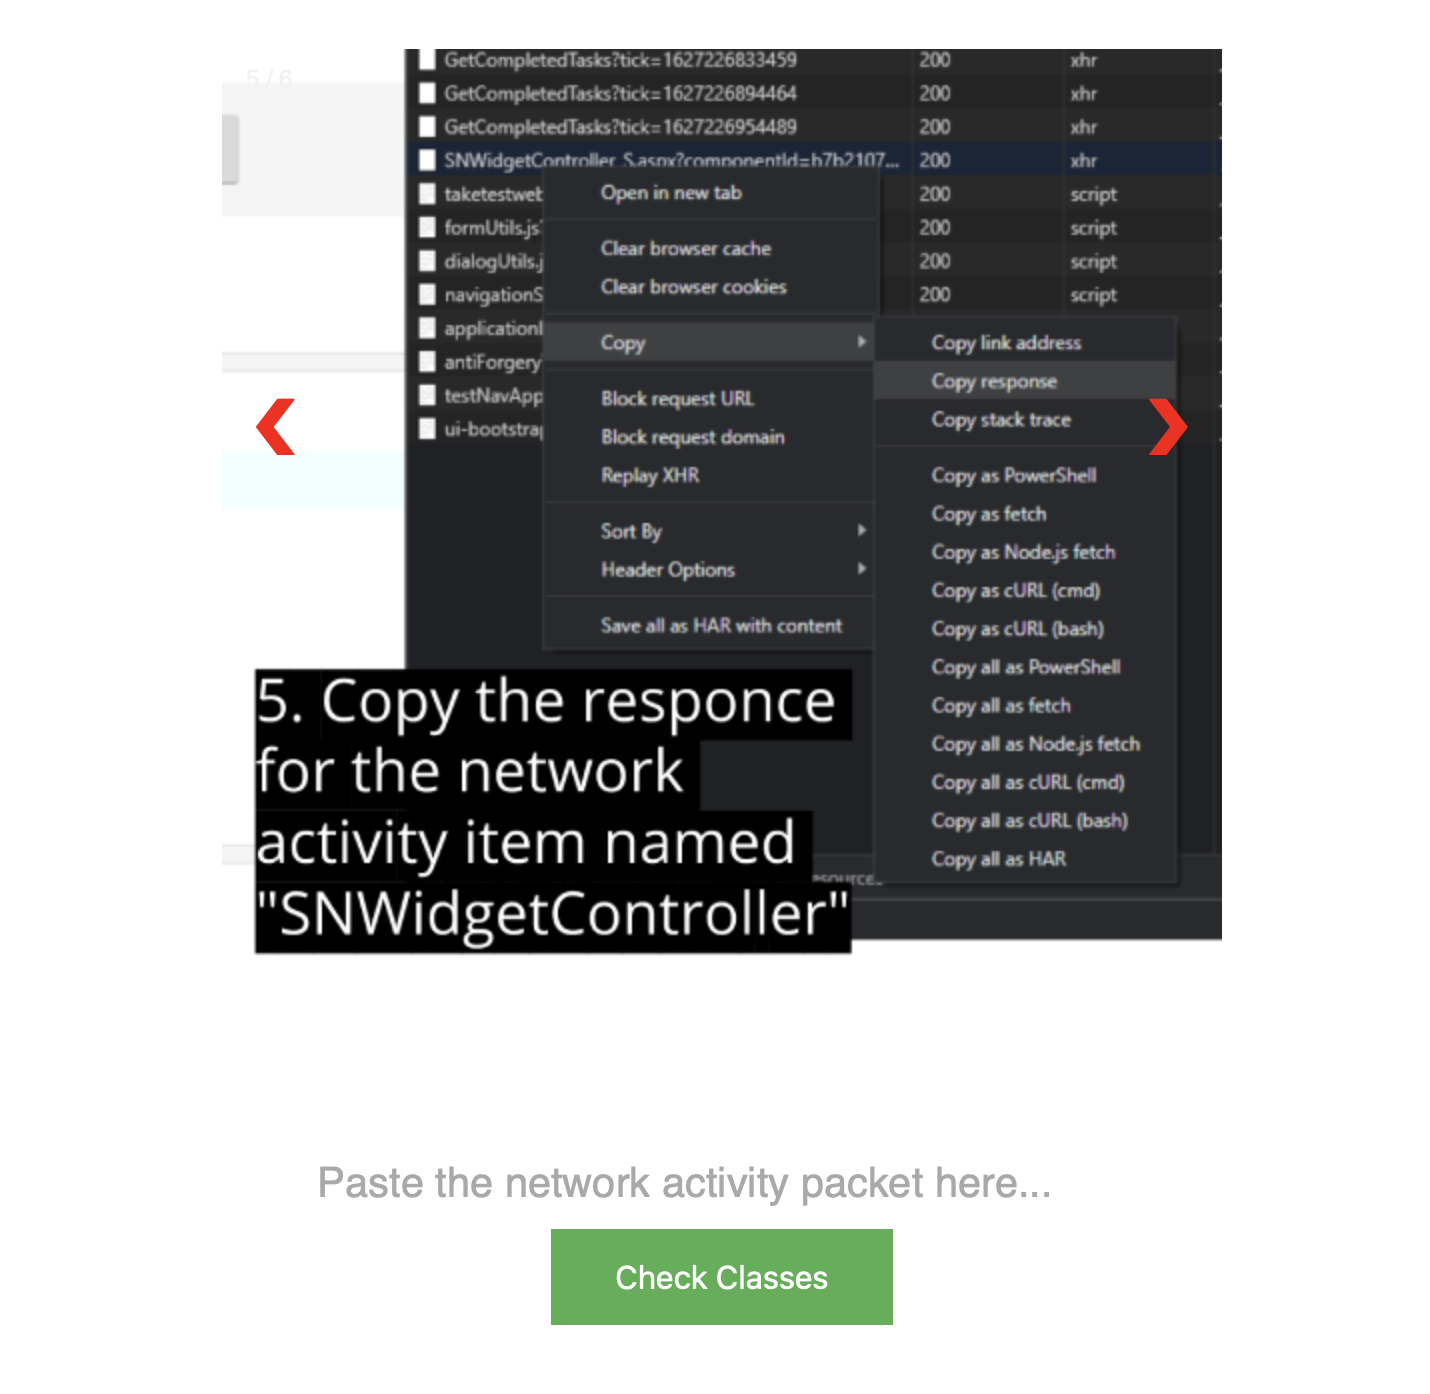 5 / 6
GetCompletedTasks?tick=1627226833459 200 xhr
GetCompletedTasks?tick=1627226894464 200 xhr
GetCompletedTasks?tick=1627226954489 200 xhr
SNWidgetController_S.aspx?componentId=b7b2107... 200 xhr
taketestweb 200 script
formUtils.js 200 script
dialogUtils.j 200 script
navigationS 200 script
application
antiForgery
testNavApp
ui-bootstra
Open in new tab
Clear browser cache
Clear browser cookies
Copy
Block request URL
Block request domain
Replay XHR
Sort By
Header Options
Save all as HAR with content
Copy link address
Copy response
Copy stack trace
Copy as PowerShell
Copy as fetch
Copy as Node.js fetch
Copy as cURL (cmd)
Copy as cURL (bash)
Copy all as PowerShell
Copy all as fetch
Copy all as Node.js fetch
Copy all as cURL (cmd)
Copy all as cURL (bash)
Copy all as HAR
5. Copy the responce
for the network
activity item named
"SNWidgetController"
Paste the network activity packet here...
Check Classes